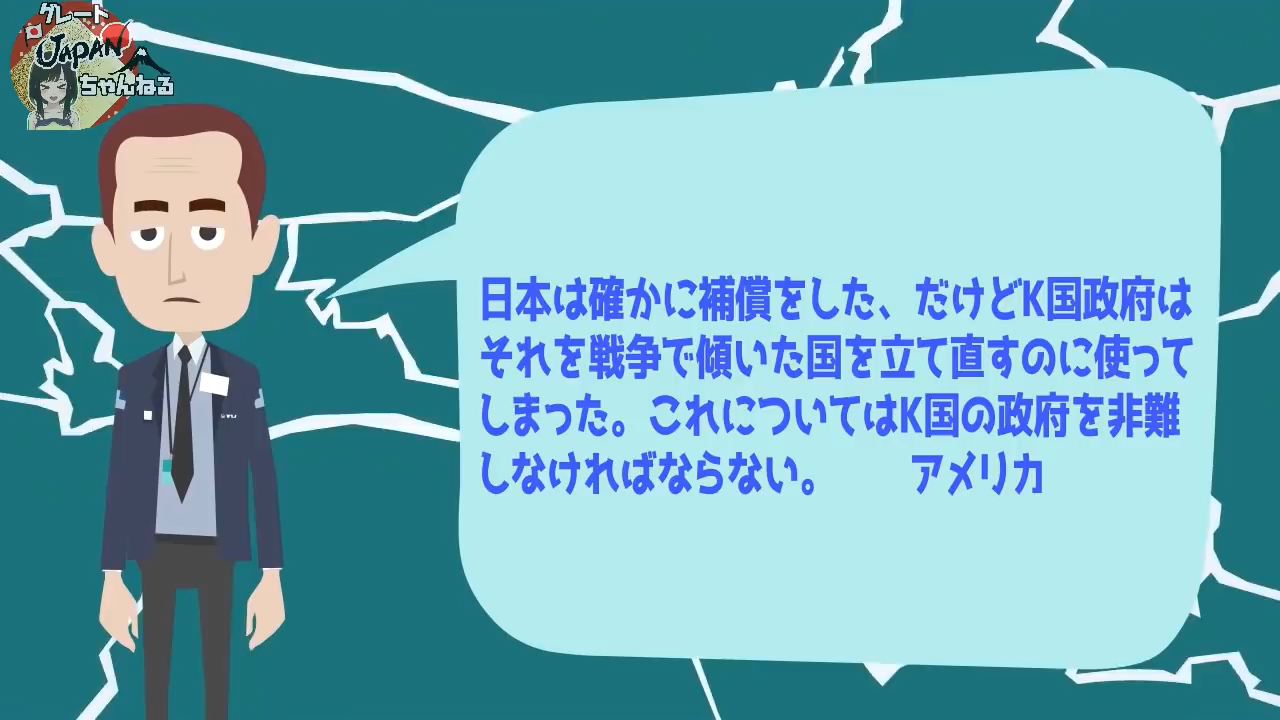 グレート
JAPAN
ちゃんねる
日本は確かに補償をした、だけどK国政府は
それを戦争で傾いた国を立て直すのに使って
しまった。これについてはK国の政府を非難
しなければならない。　　アメリカ